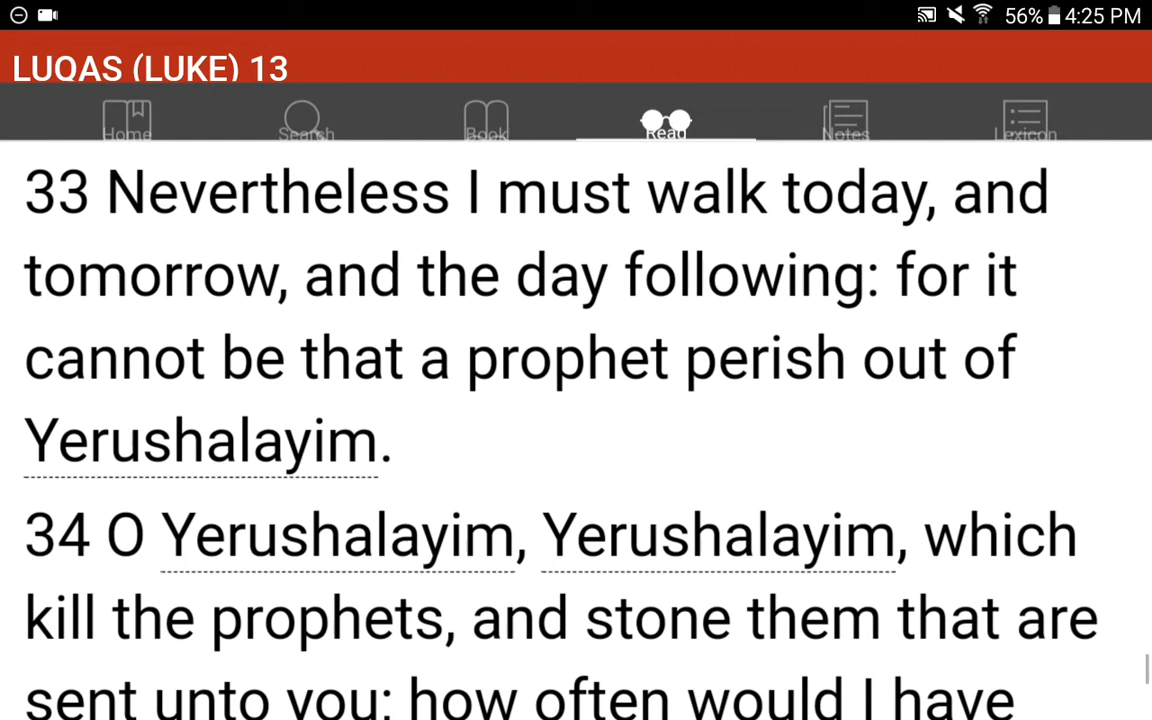 56% 4:25 PM
LUQAS (LUKE) 13
Home Search Book Read Notes Lexicon
33 Nevertheless I must walk today, and
tomorrow, and the day following: for it
cannot be that a prophet perish out of
Yerushalayim.
34 O Yerushalayim, Yerushalayim, which
kill the prophets, and stone them that are
sent unto you; how often would I have